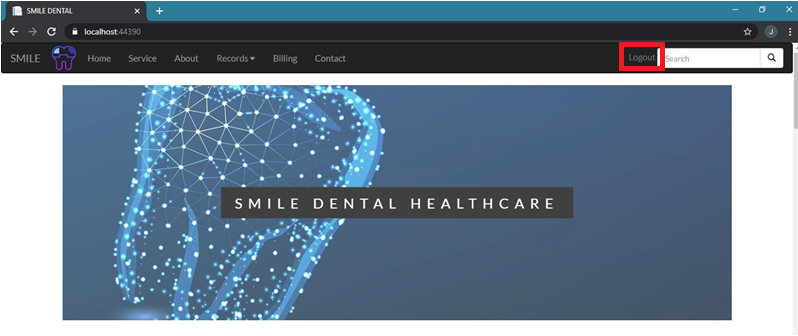 SMILE DENTAL
localhost:44390
J
SMILE Home Service About Records Billing Contact Logout Search
SMILE DENTAL HEALTHCARE